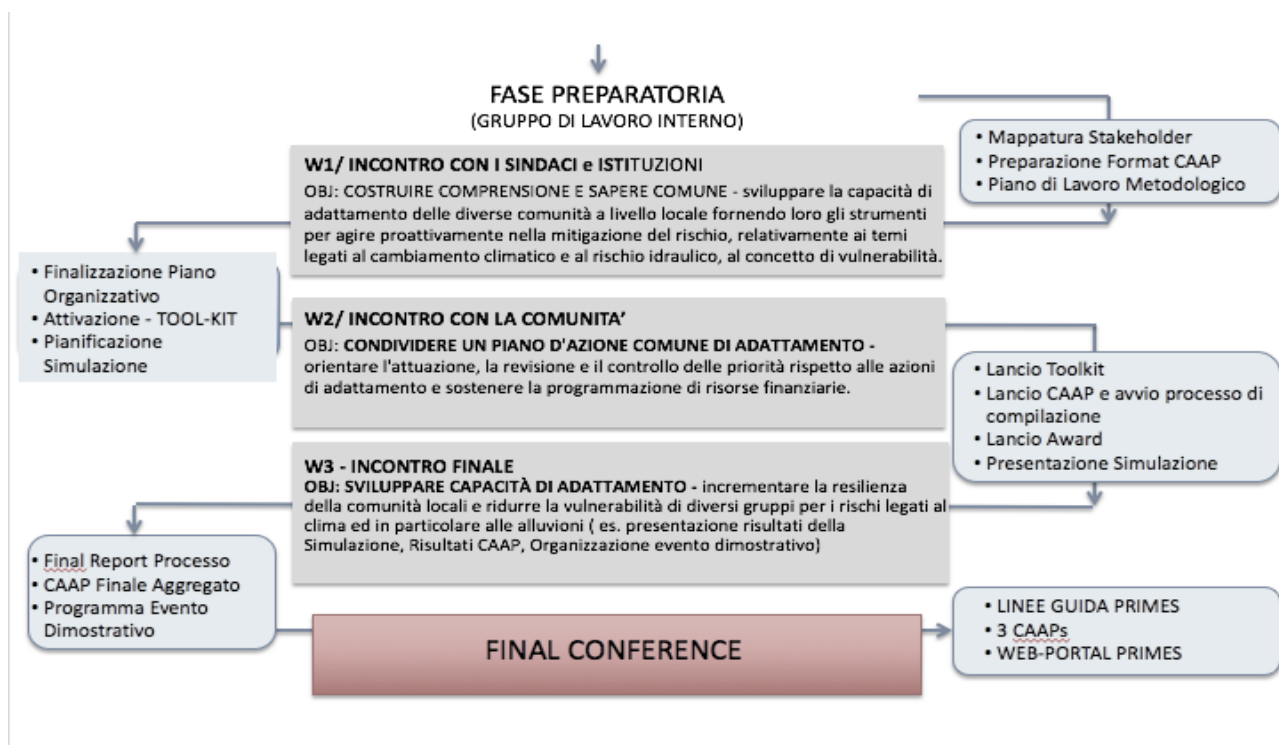 FASE PREPARATORIA
(GRUPPO DI LAVORO INTERNO)
• Mappatura Stakeholder
• Preparazione Format CAAP
• Piano di Lavoro Metodologico
W1/ INCONTRO CON I SINDACI e ISTITUZIONI
OBJ: COSTRUIRE COMPRENSIONE E SAPERE COMUNE - sviluppare la capacità di
adattamento delle diverse comunità a livello locale fornendo loro gli strumenti
per agire proattivamente nella mitigazione del rischio, relativamente ai temi
legati al cambiamento climatico e al rischio idraulico, al concetto di vulnerabilità.
• Finalizzazione Piano
Organizzativo
• Attivazione - TOOL-KIT
• Pianificazione
Simulazione
W2/ INCONTRO CON LA COMUNITA’
OBJ: CONDIVIDERE UN PIANO D'AZIONE COMUNE DI ADATTAMENTO -
orientare l'attuazione, la revisione e il controllo delle priorità rispetto alle azioni
di adattamento e sostenere la programmazione di risorse finanziarie.
• Lancio Toolkit
• Lancio CAAP e avvio processo di
compilazione
• Lancio Award
• Presentazione Simulazione
W3 - INCONTRO FINALE
OBJ: SVILUPPARE CAPACITÀ DI ADATTAMENTO - incrementare la resilienza
della comunità locali e ridurre la vulnerabilità di diversi gruppi per i rischi legati al
clima ed in particolare alle alluvioni ( es. presentazione risultati della
Simulazione, Risultati CAAP, Organizzazione evento dimostrativo)
• Final Report Processo
• CAAP Finale Aggregato
• Programma Evento
Dimostrativo
FINAL CONFERENCE
• LINEE GUIDA PRIMES
• 3 CAAPs
• WEB-PORTAL PRIMES